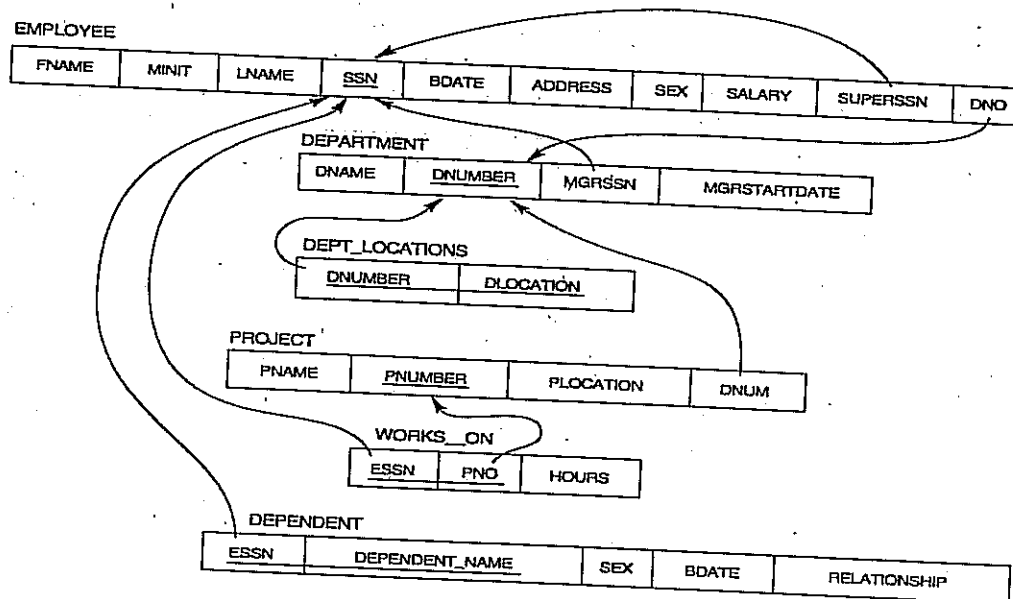 EMPLOYEE
FNAME MINIT LNAME SSN BDATE ADDRESS SEX SALARY SUPERSSN DNO
DEPARTMENT
DNAME DNUMBER MGRSSN MGRSTARTDATE
DEPT_LOCATIONS
DNUMBER DLOCATION
PROJECT
PNAME PNUMBER PLOCATION DNUM
WORKS_ON
ESSN PNO HOURS
DEPENDENT
ESSN DEPENDENT_NAME SEX BDATE RELATIONSHIP